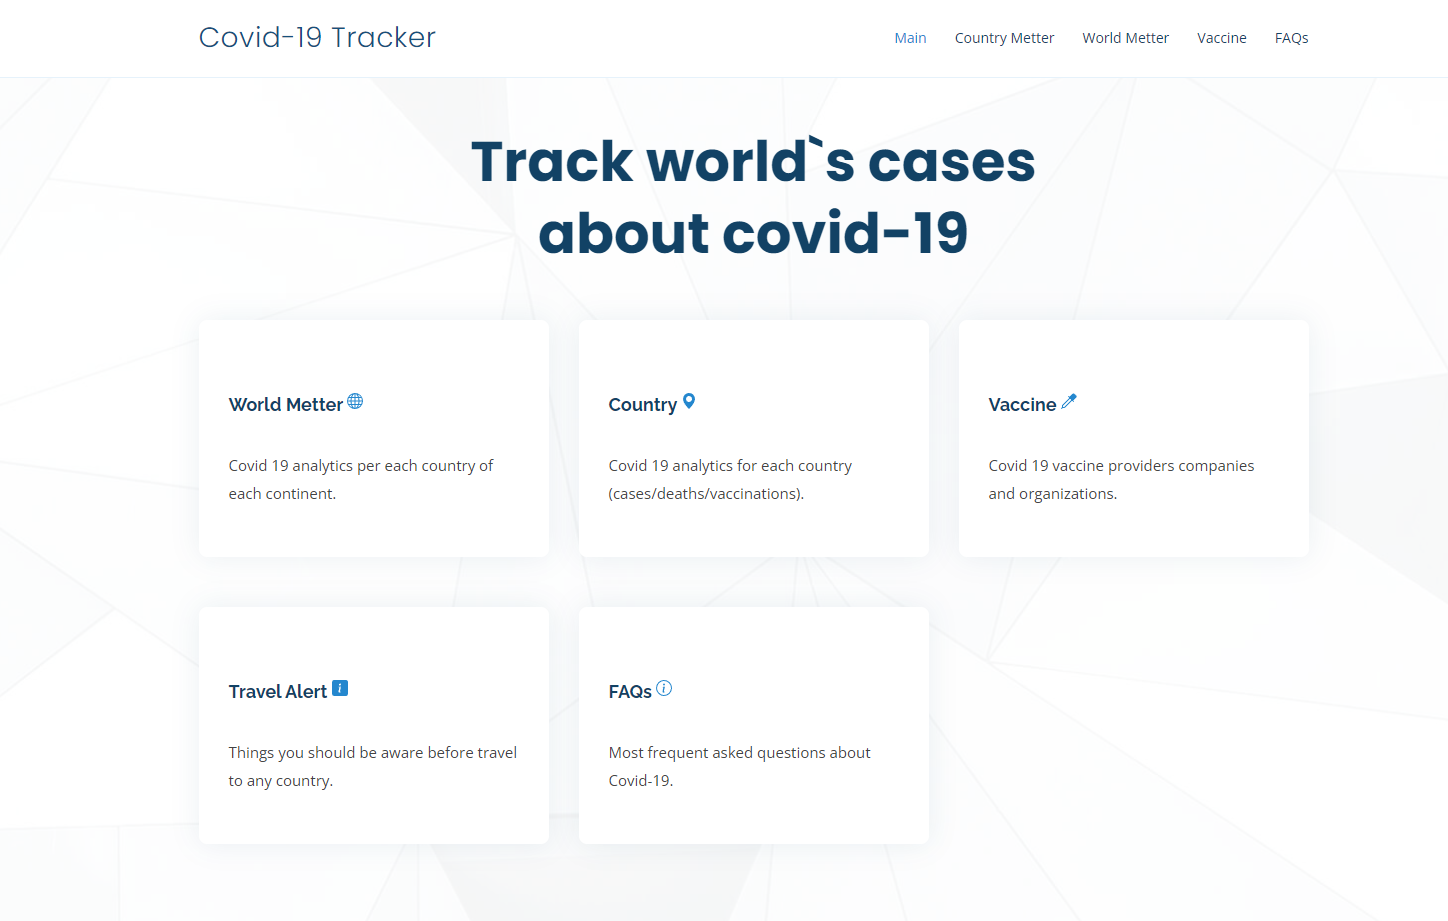 Covid-19 Tracker
Main Country Metter World Metter Vaccine FAQs
Track world`s cases
about covid-19
World Metter
Covid 19 analytics per each country of
each continent.
Country
Covid 19 analytics for each country
(cases/deaths/vaccinations).
Vaccine
Covid 19 vaccine providers companies
and organizations.
Travel Alert
Things you should be aware before travel
to any country.
FAQs
Most frequent asked questions about
Covid-19.